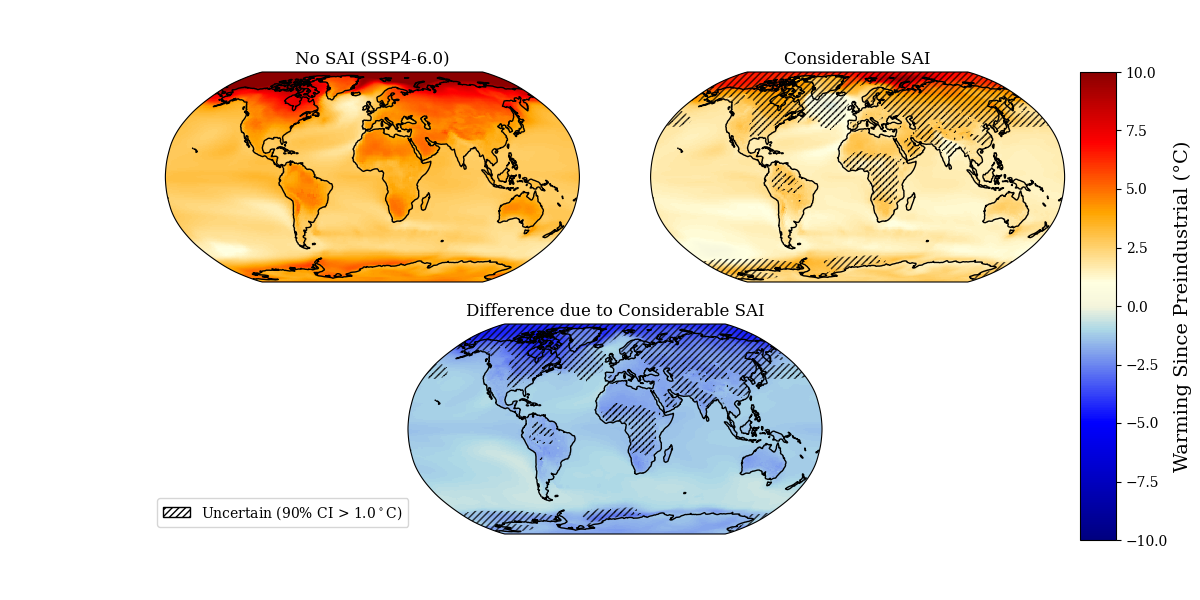 No SAI (SSP4-6.0)
Considerable SAI
Difference due to Considerable SAI
Uncertain (90% CI > 1.0°C)
10.0
7.5
5.0
2.5
0.0
−2.5
−5.0
−7.5
−10.0
Warming Since Preindustrial (°C)